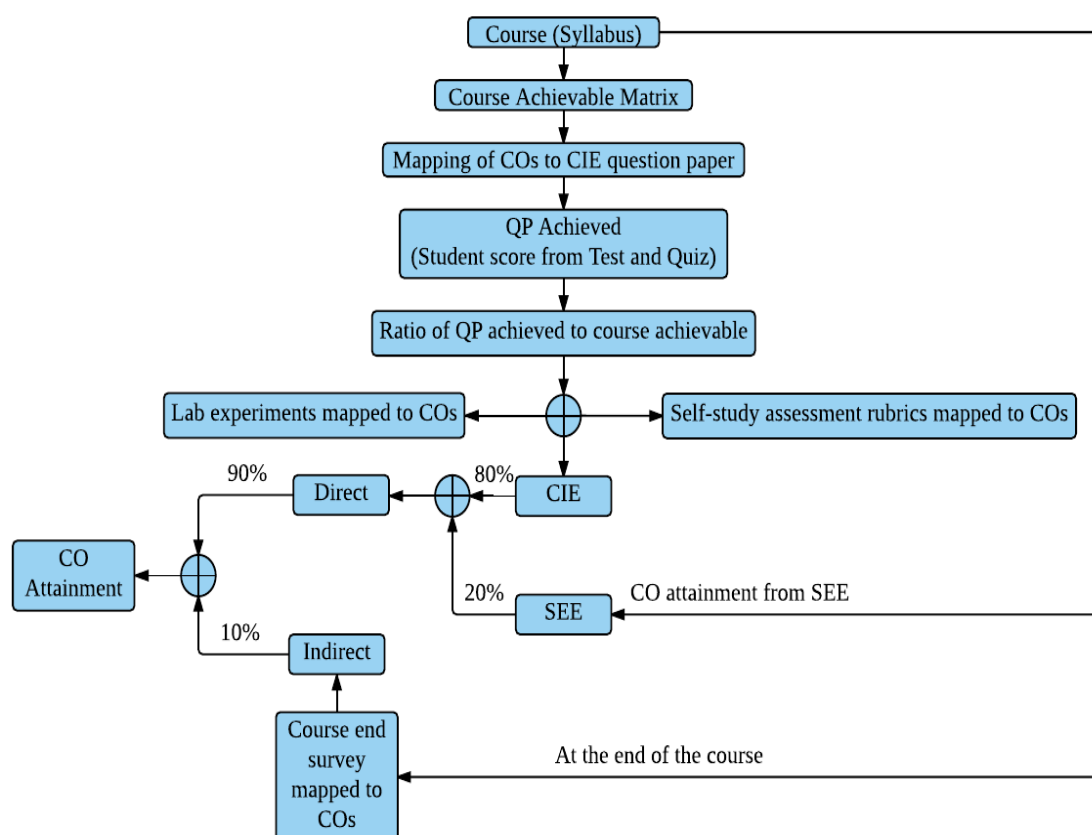 Course (Syllabus)
Course Achievable Matrix
Mapping of COs to CIE question paper
QP Achieved
(Student score from Test and Quiz)
Ratio of QP achieved to course achievable
Lab experiments mapped to COs
Self-study assessment rubrics mapped to COs
90%
Direct
80%
CIE
CO
Attainment
20%
SEE
CO attainment from SEE
10%
Indirect
Course end
survey
mapped to
COs
At the end of the course